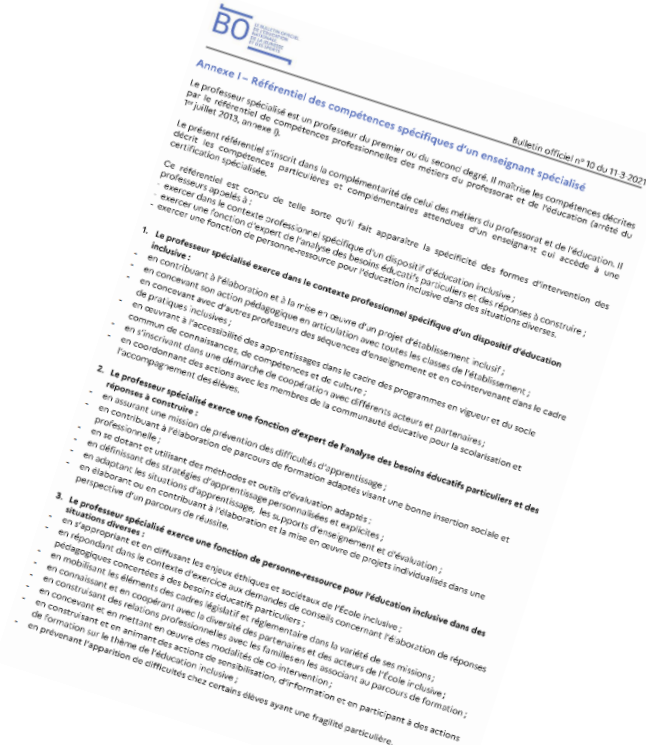 BO
LE BULLETIN OFFICIEL
DE L'ÉDUCATION
NATIONALE,
DE LA JEUNESSE
ET DES SPORTS
Bulletin officiel n° 10 du 11-3-2021
Annexe I – Référentiel des compétences spécifiques d'un enseignant spécialisé
Le professeur spécialisé est un professeur du premier ou du second degré. Il maîtrise les compétences décrites
par le référentiel de compétences professionnelles des métiers du professorat et de l'éducation (arrêté du
1er juillet 2013, annexe I).
Le présent référentiel s'inscrit dans la complémentarité de celui des métiers du professorat et de l'éducation. Il
décrit les compétences particulières et complémentaires attendues d'un enseignant qui accède à une
certification spécialisée.
Ce référentiel est conçu de telle sorte qu'il fait apparaître la spécificité des formes d'intervention des
professeurs appelés à :
- exercer dans le contexte professionnel spécifique d'un dispositif d'éducation inclusive ;
- exercer une fonction d'expert de l'analyse des besoins éducatifs particuliers et des réponses à construire ;
- exercer une fonction de personne-ressource pour l'éducation inclusive dans des situations diverses.
1. Le professeur spécialisé exerce dans le contexte professionnel spécifique d'un dispositif d'éducation
inclusive :
- en contribuant à l'élaboration et à la mise en œuvre d'un projet d'établissement inclusif ;
- en concevant son action pédagogique en articulation avec toutes les classes de l'établissement ;
- en concevant avec d'autres professeurs des séquences d'enseignement et en co-intervenant dans le cadre
de pratiques inclusives ;
- en œuvrant à l'accessibilité des apprentissages dans le cadre des programmes en vigueur et du socle
commun de connaissances, de compétences et de culture ;
- en s'inscrivant dans une démarche de coopération avec différents acteurs et partenaires ;
- en coordonnant des actions avec les membres de la communauté éducative pour la scolarisation et
l'accompagnement des élèves.
2. Le professeur spécialisé exerce une fonction d'expert de l'analyse des besoins éducatifs particuliers et des
réponses à construire :
- en assurant une mission de prévention des difficultés d'apprentissage ;
- en contribuant à l'élaboration de parcours de formation adaptés visant une bonne insertion sociale et
professionnelle ;
- en se dotant et utilisant des méthodes et outils d'évaluation adaptés ;
- en définissant des stratégies d'apprentissage personnalisées et explicites ;
- en adaptant les situations d'apprentissage, les supports d'enseignement et d'évaluation ;
- en élaborant ou en contribuant à l'élaboration et la mise en œuvre de projets individualisés dans une
perspective d'un parcours de réussite.
3. Le professeur spécialisé exerce une fonction de personne-ressource pour l'éducation inclusive dans des
situations diverses :
- en s'appropriant et en diffusant les enjeux éthiques et sociétaux de l'École inclusive ;
- en répondant dans le contexte d'exercice aux demandes de conseils concernant l'élaboration de réponses
pédagogiques concertées à des besoins éducatifs particuliers ;
- en mobilisant les éléments des cadres législatif et réglementaire dans la variété de ses missions ;
- en connaissant et en coopérant avec la diversité des partenaires et des acteurs de l'École inclusive ;
- en construisant des relations professionnelles avec les familles en les associant au parcours de formation ;
- en concevant et en mettant en œuvre des modalités de co-intervention ;
- en construisant et en animant des actions de sensibilisation, d'information et en participant à des actions
de formation sur le thème de l'éducation inclusive ;
- en prévenant l'apparition de difficultés chez certains élèves ayant une fragilité particulière.